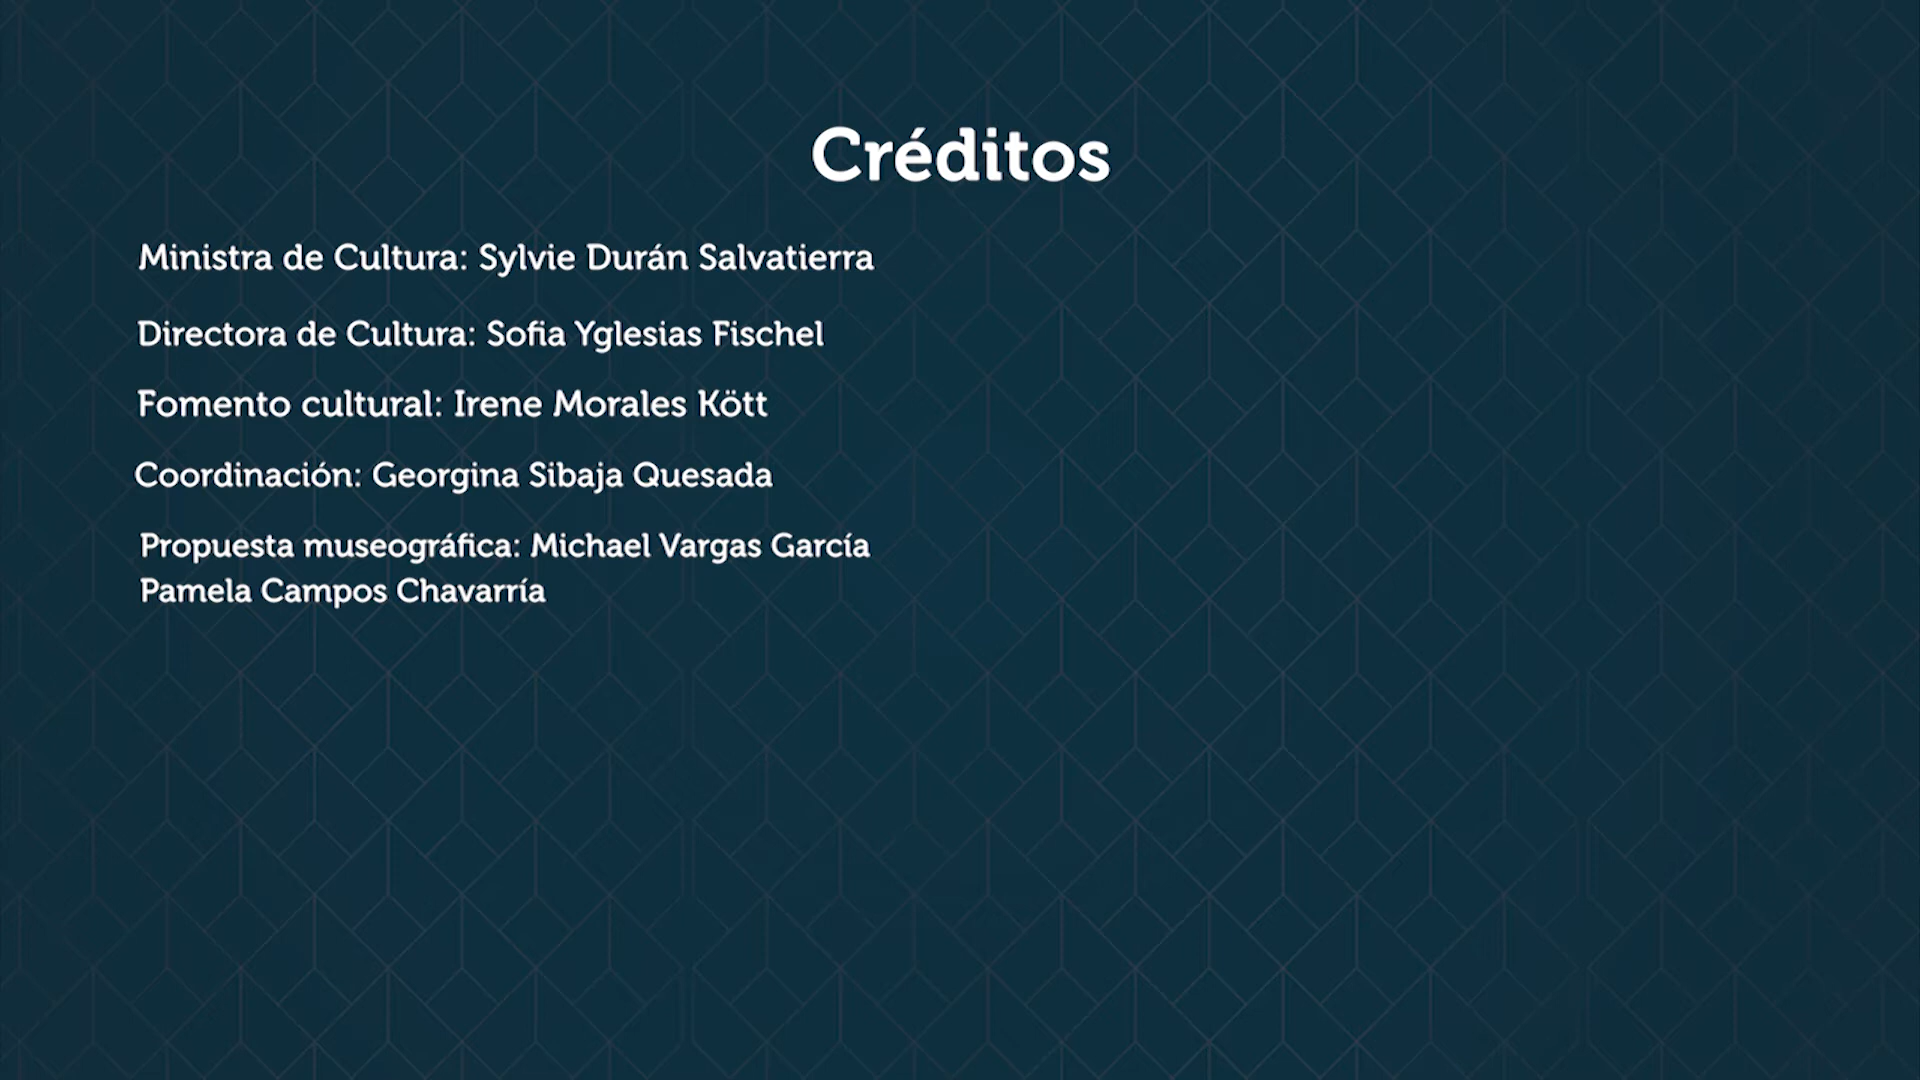 Créditos
Ministra de Cultura: Sylvie Durán Salvatierra
Directora de Cultura: Sofia Yglesias Fischel
Fomento cultural: Irene Morales Kött
Coordinación: Georgina Sibaja Quesada
Propuesta museográfica: Michael Vargas García
Pamela Campos Chavarría